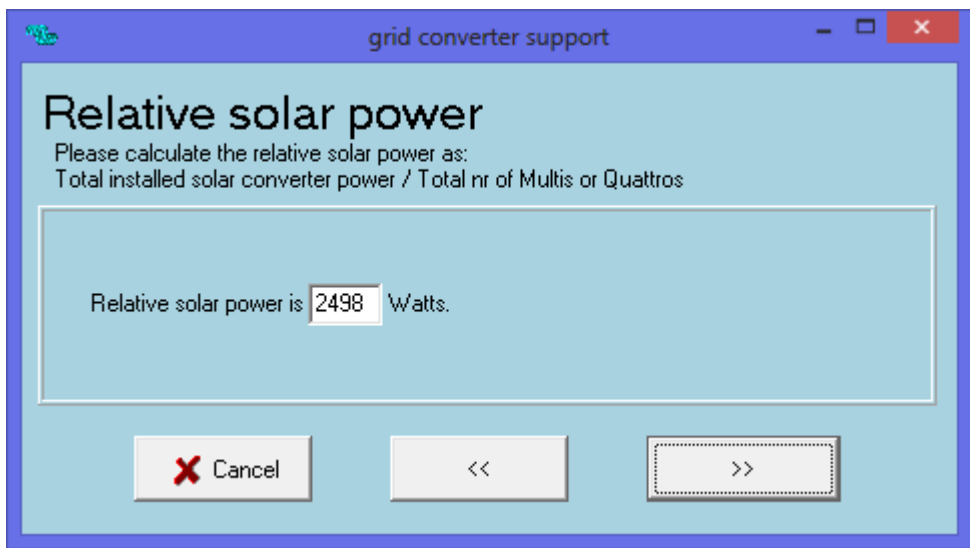 grid converter support
Relative solar power
Please calculate the relative solar power as:
Total installed solar converter power / Total nr of Multis or Quattros
Relative solar power is 2498 Watts.
Cancel << >>